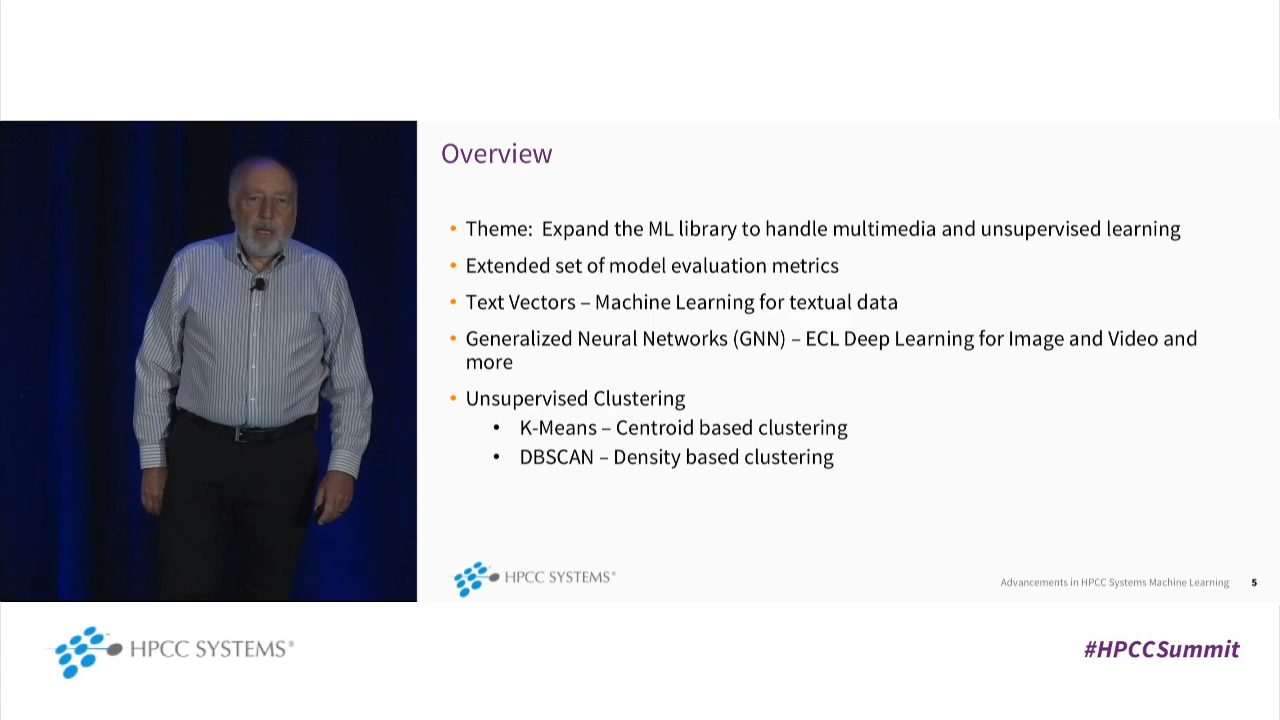 Overview
• Theme: Expand the ML library to handle multimedia and unsupervised learning
• Extended set of model evaluation metrics
• Text Vectors – Machine Learning for textual data
• Generalized Neural Networks (GNN) – ECL Deep Learning for Image and Video and
more
• Unsupervised Clustering
• K-Means – Centroid based clustering
• DBSCAN – Density based clustering
HPCC SYSTEMS®
Advancements in HPCC Systems Machine Learning 5
HPCC SYSTEMS®
#HPCCSummit